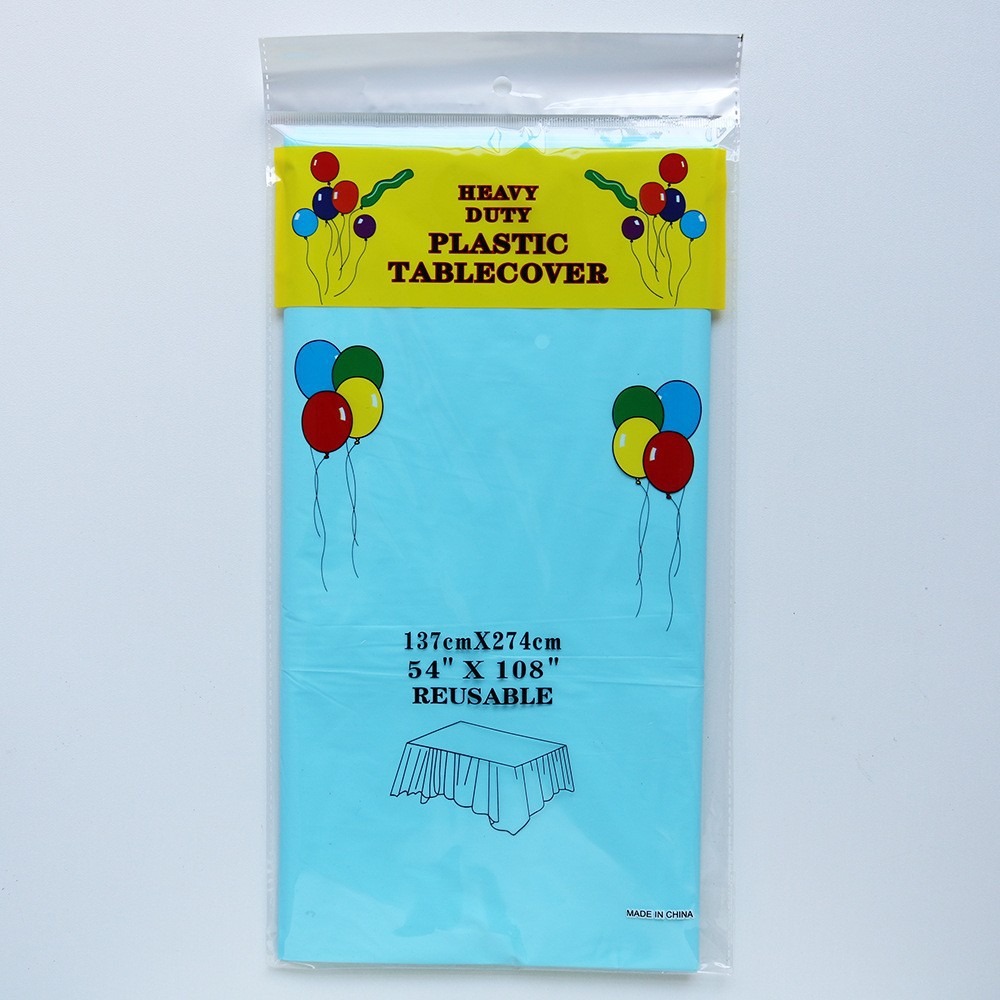 HEAVY
DUTY
PLASTIC
TABLECOVER
137cmX274cm
54" X 108"
REUSABLE
MADE IN CHINA